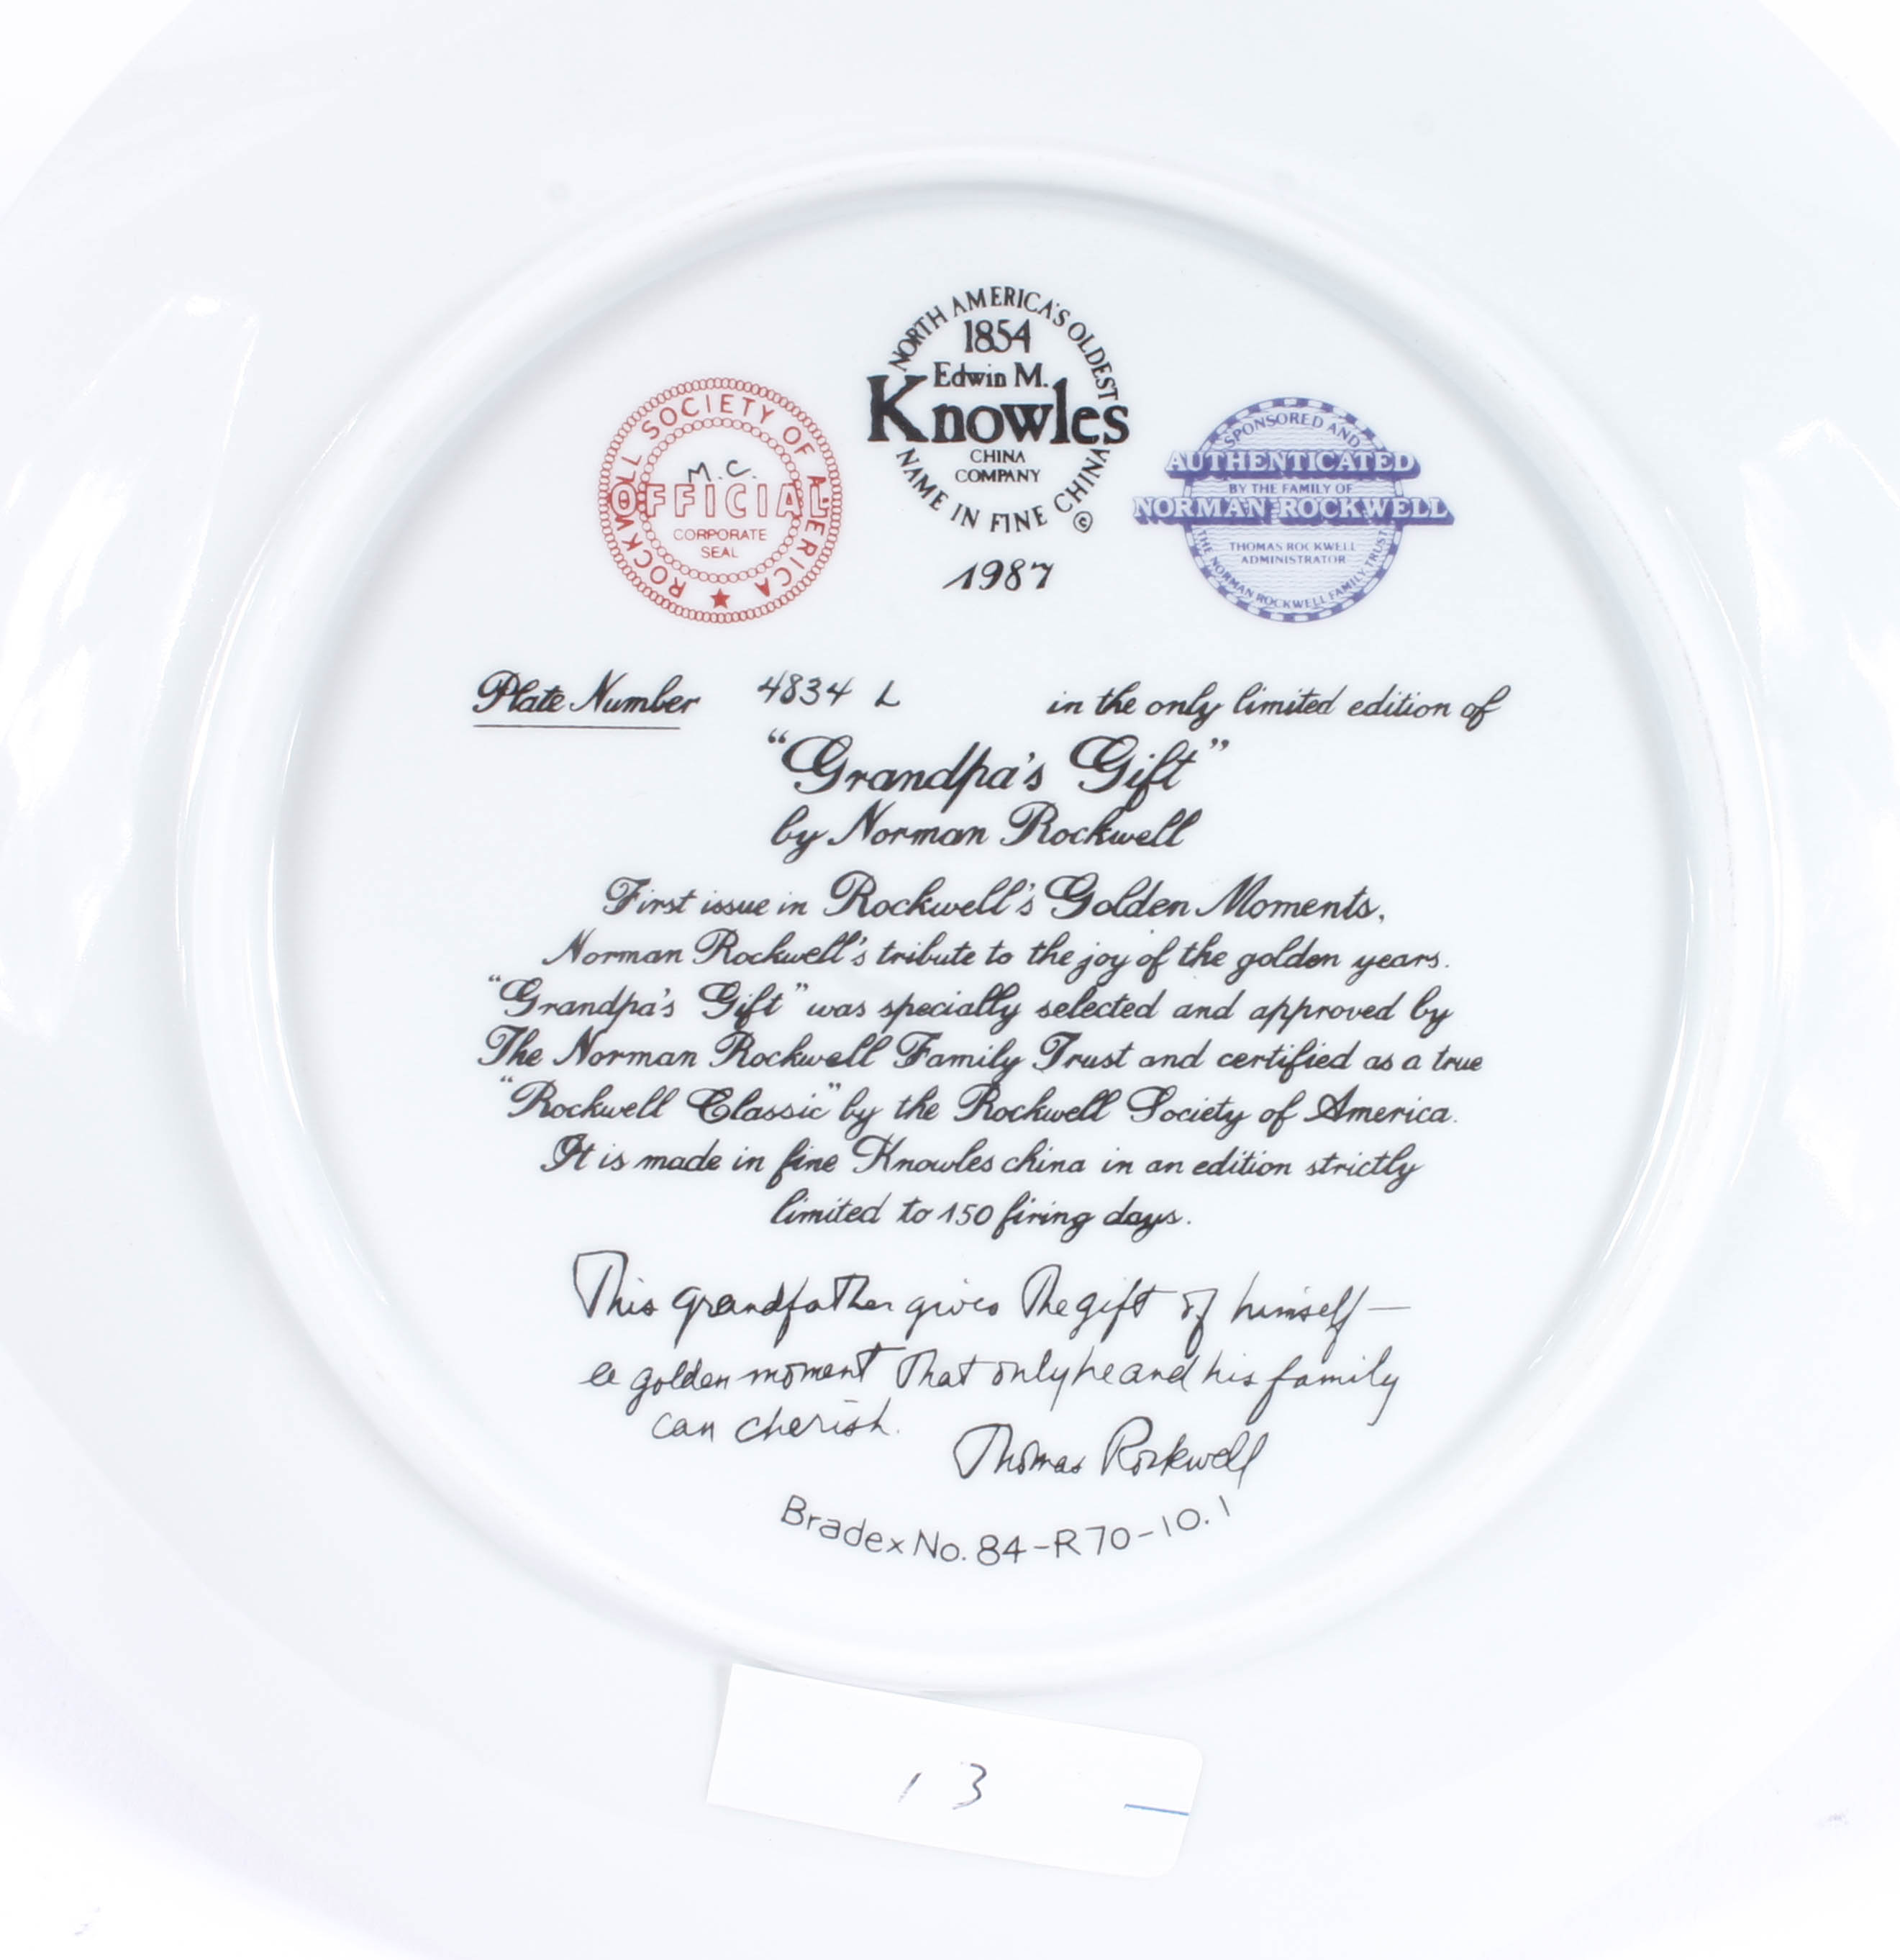 NORTH AMERICA'S OLDEST
1854
Edwin M.
Knowles
CHINA
COMPANY
NAME IN FINE CHINA ©
1987
ROCKWELL SOCIETY OF AMERICA ★
M.C.
OFFICIAL
CORPORATE
SEAL
SPONSORED AND
AUTHENTICATED
BY THE FAMILY OF
NORMAN ROCKWELL
THOMAS ROCKWELL
ADMINISTRATOR
THE NORMAN ROCKWELL FAMILY TRUST
Plate Number 4834 L in the only limited edition of
"Grandpa's Gift"
by Norman Rockwell
First issue in Rockwell's Golden Moments,
Norman Rockwell's tribute to the joy of the golden years.
"Grandpa's Gift" was specially selected and approved by
The Norman Rockwell Family Trust and certified as a true
"Rockwell Classic" by the Rockwell Society of America.
It is made in fine Knowles china in an edition strictly
limited to 150 firing days.
This grandfather gives the gift of himself—
a golden moment that only he and his family
can cherish.
Thomas Rockwell
Bradex No. 84-R70-10.1
13